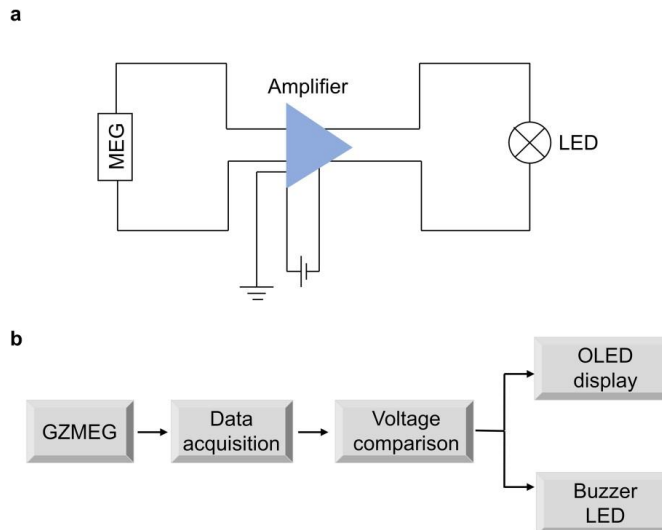 a
Amplifier
MEG
LED
b
GZMEG
Data
acquisition
Voltage
comparison
OLED
display
Buzzer
LED